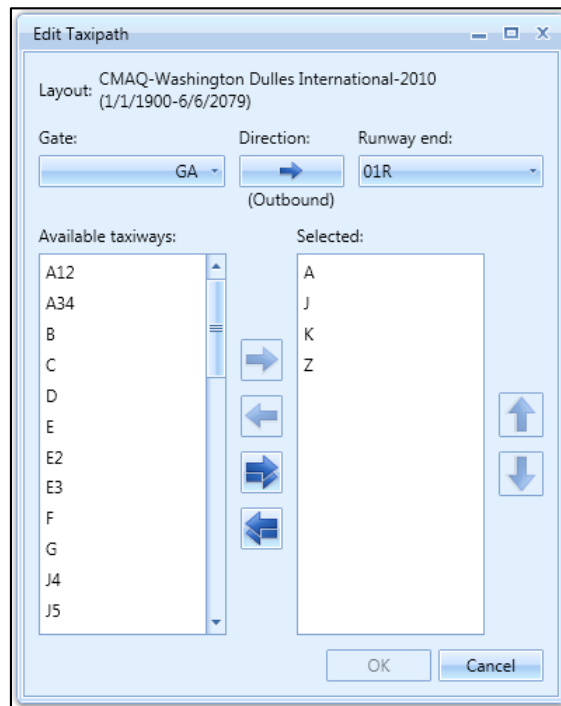 Edit Taxipath
Layout: CMAQ-Washington Dulles International-2010
(1/1/1900-6/6/2079)
Gate: Direction: Runway end:
GA 01R
(Outbound)
Available taxiways: Selected:
A12
A34
B
C
D
E
E2
E3
F
G
J4
J5
A
J
K
Z
OK Cancel